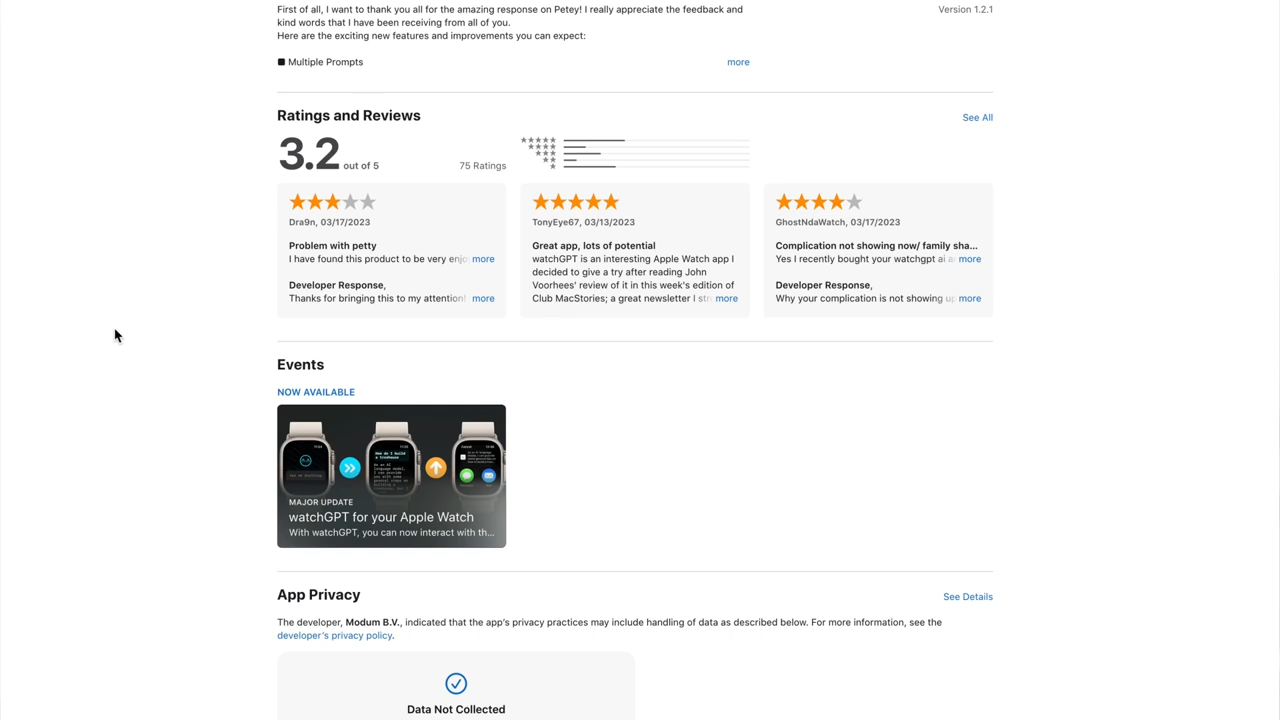 First of all, I want to thank you all for the amazing response on Petey! I really appreciate the feedback and
kind words that I have been receiving from all of you.
Here are the exciting new features and improvements you can expect:
Version 1.2.1
Multiple Prompts
more
Ratings and Reviews
See All
3.2 out of 5
75 Ratings
Dra9n, 03/17/2023
Problem with petty
I have found this product to be very enjo
more
Developer Response,
Thanks for bringing this to my attention!
more
TonyEye67, 03/13/2023
Great app, lots of potential
watchGPT is an interesting Apple Watch app I
decided to give a try after reading John
Voorhees' review of it in this week's edition of
Club MacStories; a great newsletter I
more
GhostNdaWatch, 03/17/2023
Complication not showing now/ family sha...
Yes I recently bought your watchgpt ai
more
Developer Response,
Why your complication is not showing up
more
Events
NOW AVAILABLE
MAJOR UPDATE
watchGPT for your Apple Watch
With watchGPT, you can now interact with th...
App Privacy
See Details
The developer, Modum B.V., indicated that the app's privacy practices may include handling of data as described below. For more information, see the
developer's privacy policy.
Data Not Collected